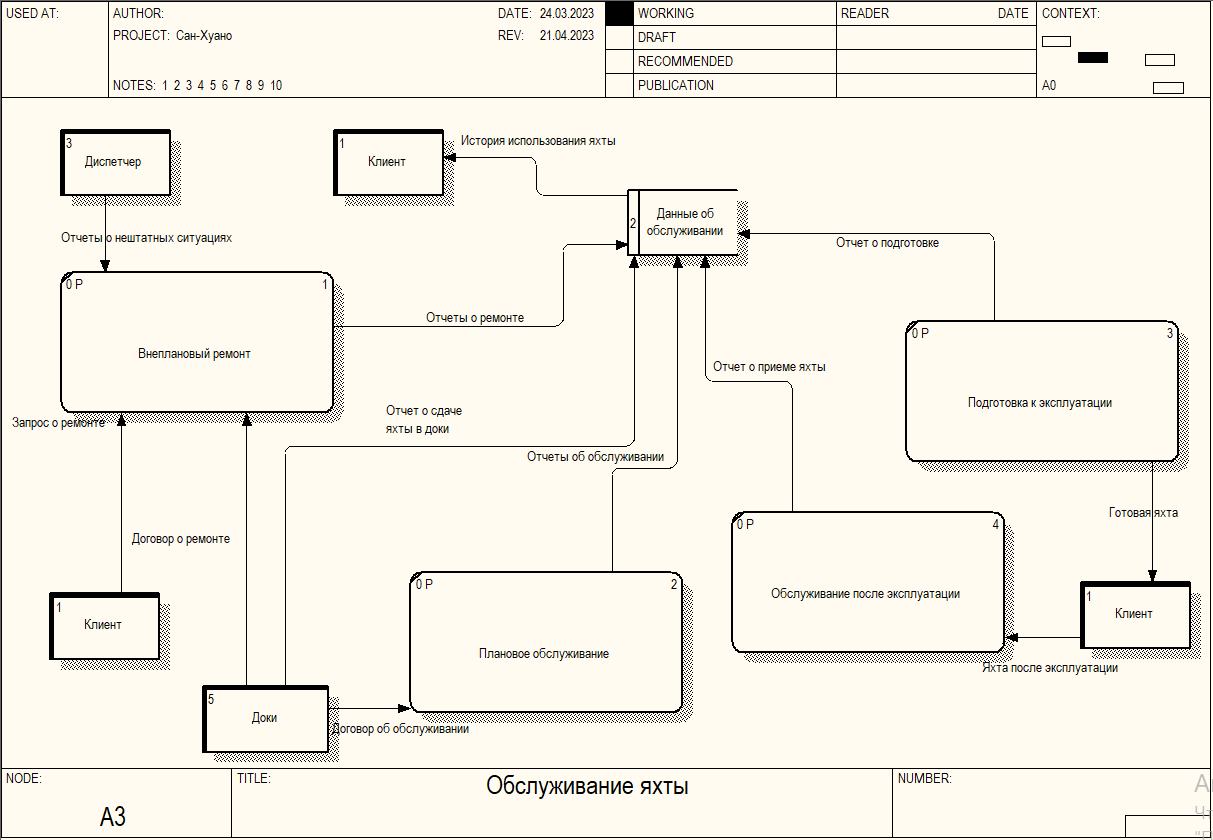 USED AT:
AUTHOR:
DATE: 24.03.2023
PROJECT: Сан-Хуано
REV: 21.04.2023
NOTES: 1 2 3 4 5 6 7 8 9 10
WORKING
DRAFT
RECOMMENDED
PUBLICATION
READER DATE
CONTEXT:
A0
3
Диспетчер
1
Клиент
История использования яхты
2
Данные об
обслуживании
Отчеты о нештатных ситуациях
Отчет о подготовке
0 P 1
Внеплановый ремонт
Отчеты о ремонте
0 P 3
Подготовка к эксплуатации
Отчет о приеме яхты
Запрос о ремонте
Отчет о сдаче
яхты в доки
Отчеты об обслуживании
Договор о ремонте
Готовая яхта
0 P 4
Обслуживание после эксплуатации
0 P 2
Плановое обслуживание
1
Клиент
1
Клиент
Яхта после эксплуатации
5
Доки
Договор об обслуживании
NODE:
A3
TITLE:
Обслуживание яхты
NUMBER: